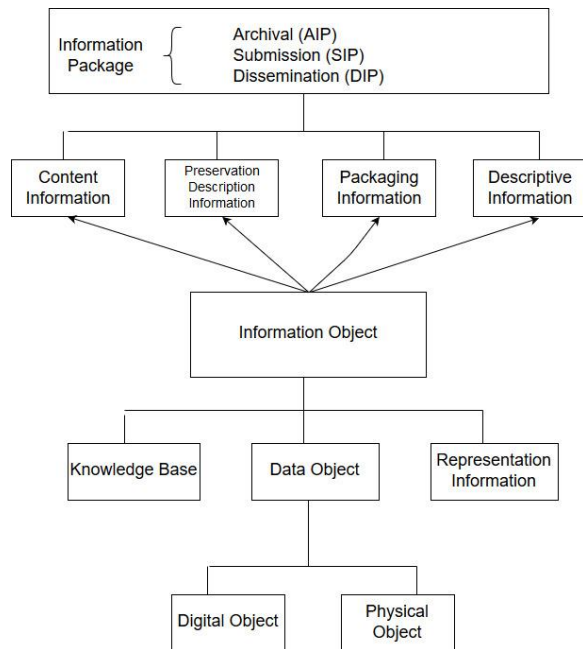 Information
Package
Archival (AIP)
Submission (SIP)
Dissemination (DIP)
Content
Information
Preservation
Description
Information
Packaging
Information
Descriptive
Information
Information Object
Knowledge Base
Data Object
Representation
Information
Digital Object
Physical
Object